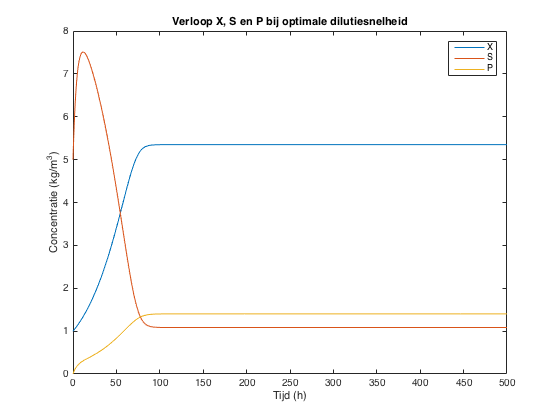 Verloop X, S en P bij optimale dilutiesnelheid
X
S
P
Concentratie (kg/m³)
8
7
6
5
4
3
2
1
0
0 50 100 150 200 250 300 350 400 450 500
Tijd (h)